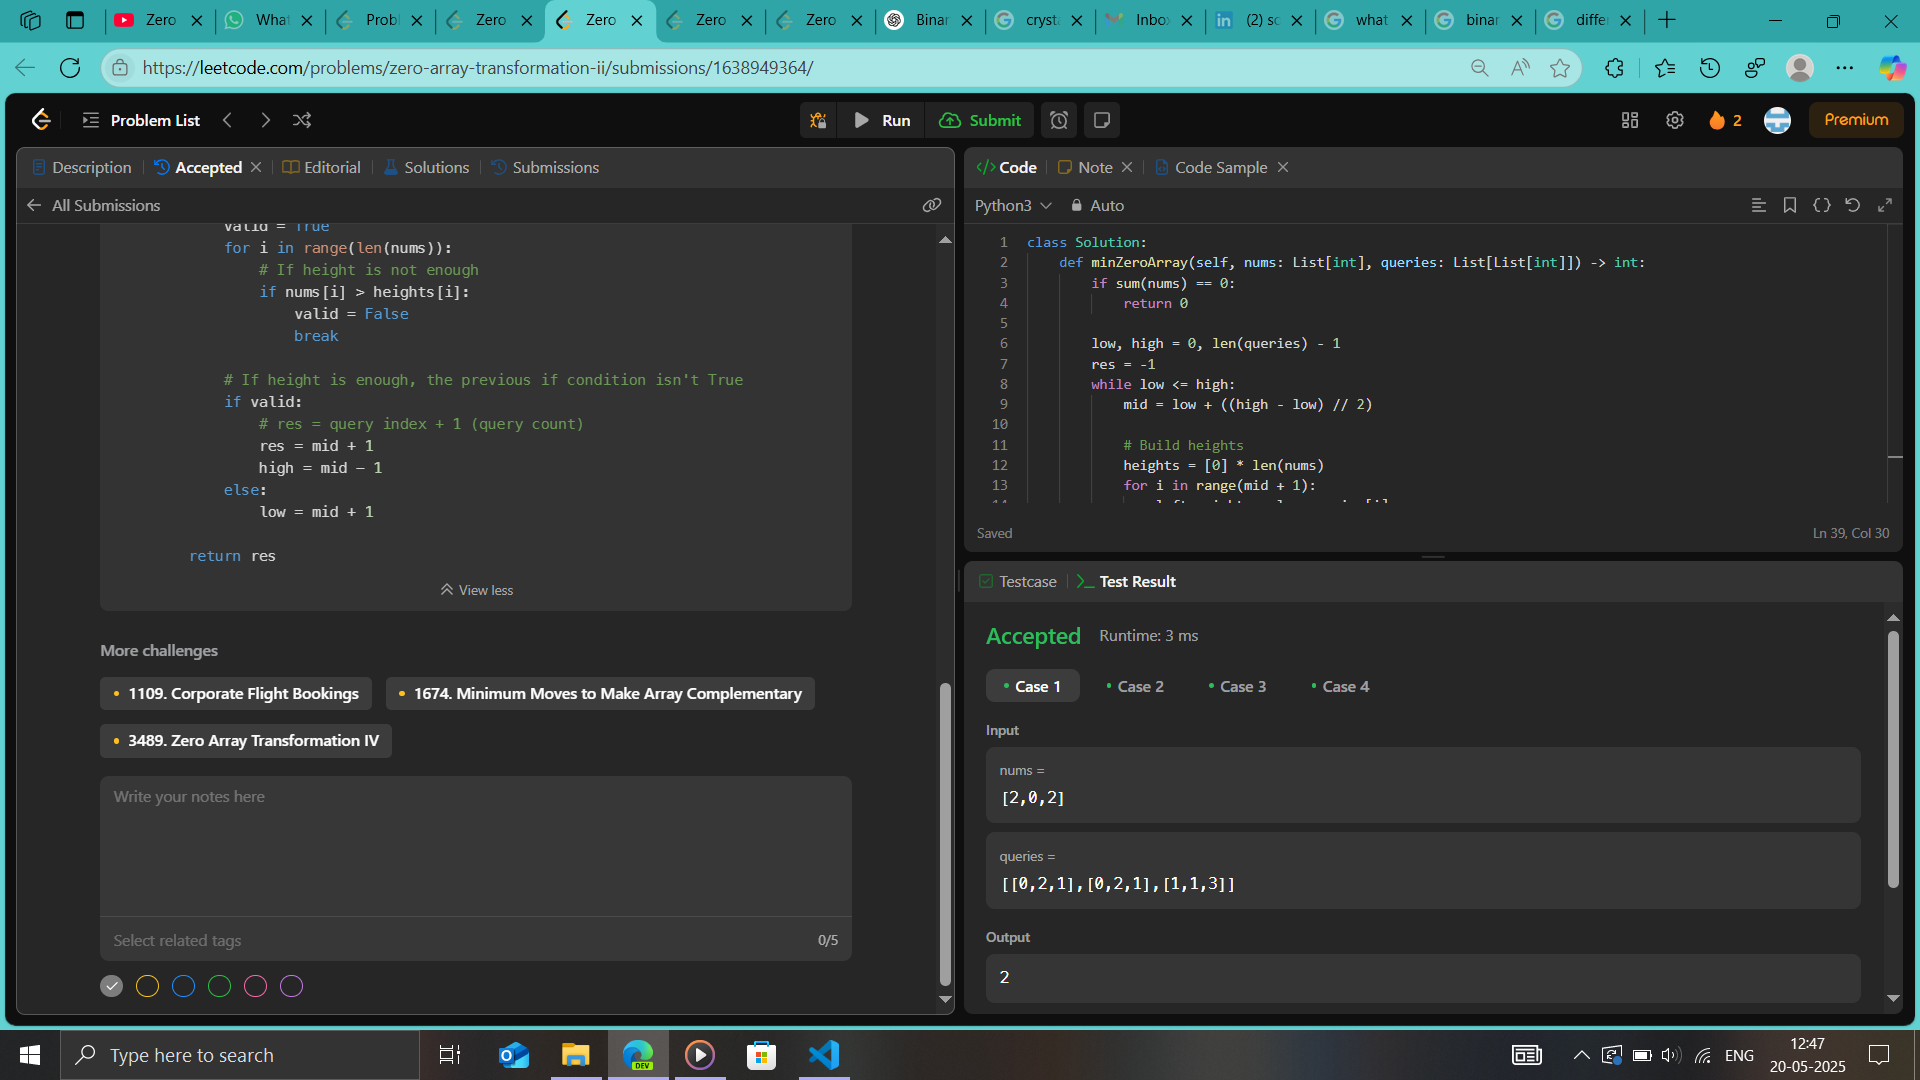 Zero
What
Probl
Zero
Zero
Zero
Zero
Binar
cryst
Inbox
(2) so
what
binar
differ
https://leetcode.com/problems/zero-array-transformation-ii/submissions/1638949364/
Problem List
Run
Submit
2
Premium
Description
Accepted
Editorial
Solutions
Submissions
All Submissions
valid = True
for i in range(len(nums)):
# If height is not enough
if nums[i] > heights[i]:
valid = False
break
# If height is enough, the previous if condition isn't True
if valid:
# res = query index + 1 (query count)
res = mid + 1
high = mid - 1
else:
low = mid + 1
return res
View less
More challenges
1109. Corporate Flight Bookings
1674. Minimum Moves to Make Array Complementary
3489. Zero Array Transformation IV
Write your notes here
Select related tags
0/5
</> Code
Note
Code Sample
Python3
Auto
1 class Solution:
2 def minZeroArray(self, nums: List[int], queries: List[List[int]]) -> int:
3 if sum(nums) == 0:
4 return 0
5
6 low, high = 0, len(queries) - 1
7 res = -1
8 while low <= high:
9 mid = low + ((high - low) // 2)
10
11 # Build heights
12 heights = [0] * len(nums)
13 for i in range(mid + 1):
Saved
Ln 39, Col 30
Testcase
Test Result
Accepted
Runtime: 3 ms
Case 1
Case 2
Case 3
Case 4
Input
nums =
[2,0,2]
queries =
[[0,2,1],[0,2,1],[1,1,3]]
Output
2
Type here to search
DEV
ENG
12:47
20-05-2025